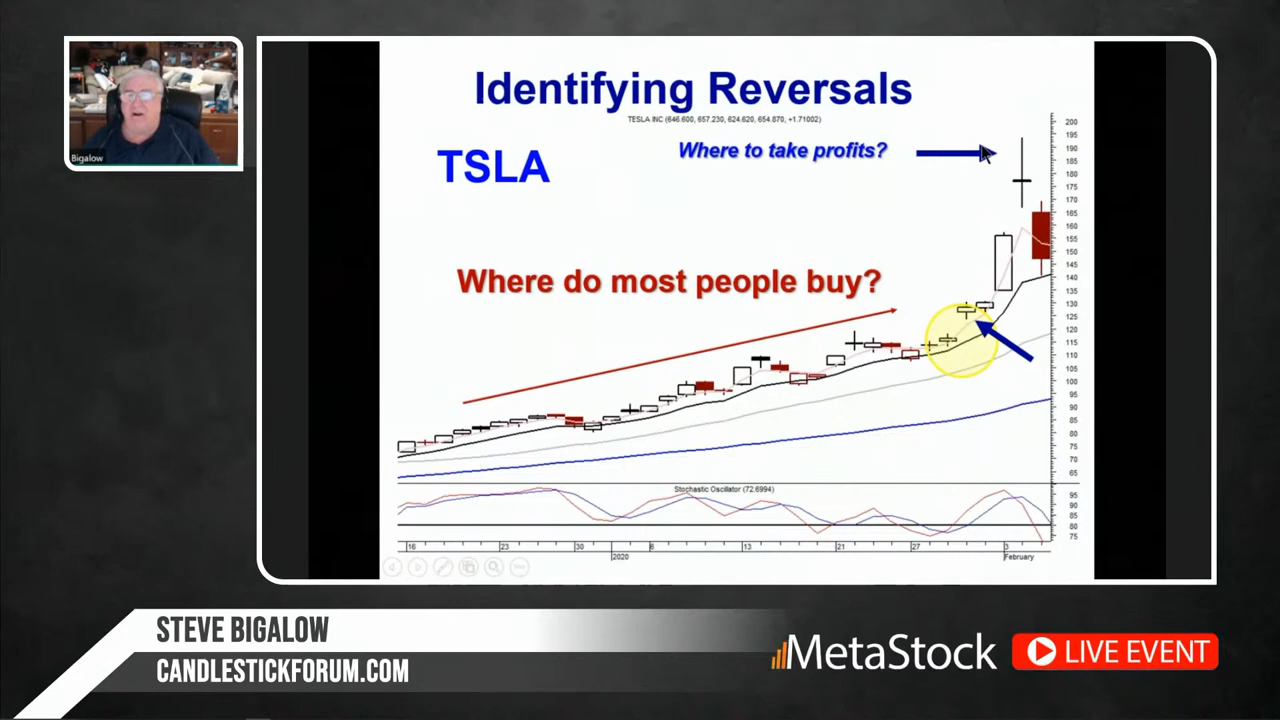 Bigalow
Identifying Reversals
TESLA INC (646.600, 657.230, 624.620, 654.870, +1.71002)
TSLA
Where to take profits?
Where do most people buy?
200
195
190
185
180
175
170
165
160
155
150
145
140
135
130
125
120
115
110
105
100
95
90
85
80
75
70
65
Stochastic Oscillator (72.6994)
95
90
85
80
75
16 23 30 6 13 21 27 3
2020 February
STEVE BIGALOW
CANDLESTICKFORUM.COM
MetaStock LIVE EVENT